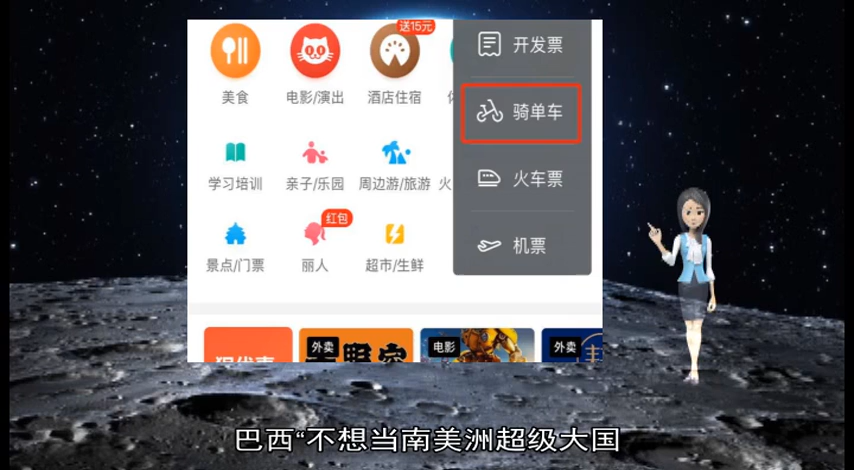 送15元
开发票
美食
电影/演出
酒店住宿
骑单车
学习培训
亲子/乐园
周边游/旅游
火
火车票
红包
景点/门票
丽人
超市/生鲜
机票
外卖
电影
外卖
巴西“不想当南美洲超级大国